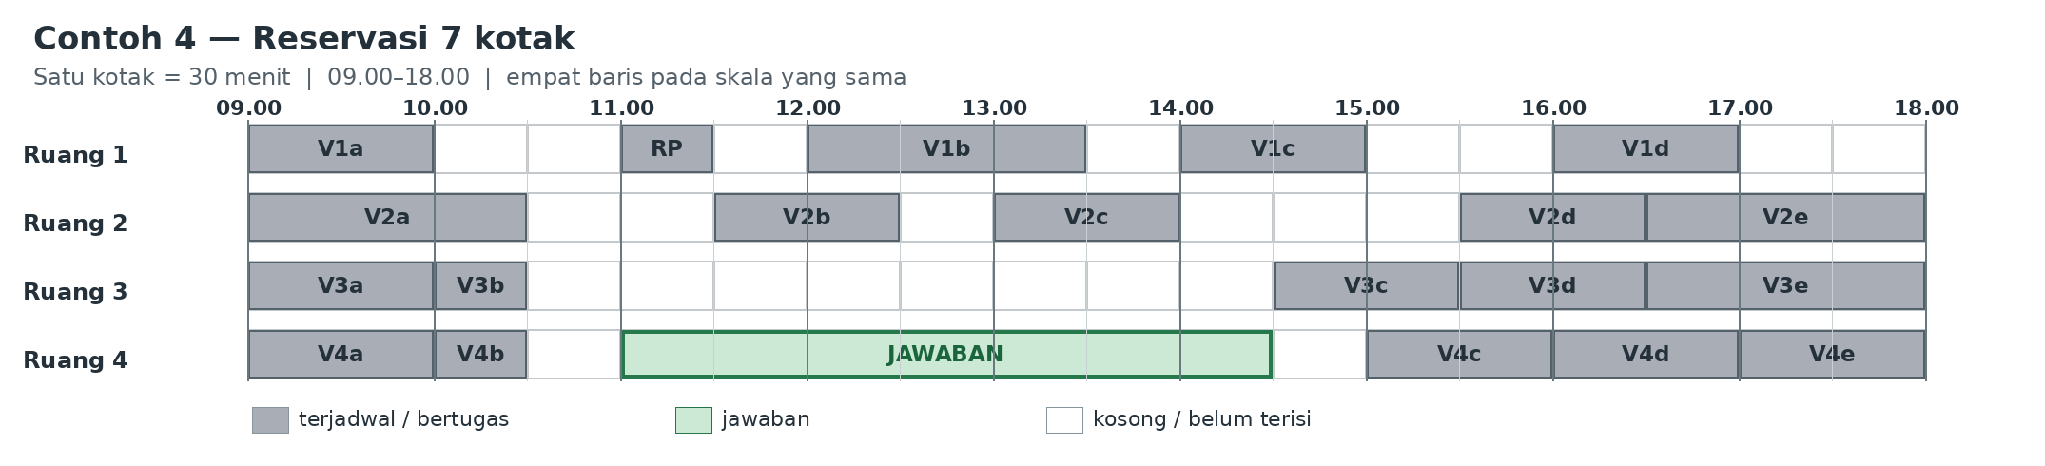 Contoh 4 — Reservasi 7 kotak
Satu kotak = 30 menit | 09.00–18.00 | empat baris pada skala yang sama
09.00 10.00 11.00 12.00 13.00 14.00 15.00 16.00 17.00 18.00
Ruang 1 V1a RP V1b V1c V1d
Ruang 2 V2a V2b V2c V2d V2e
Ruang 3 V3a V3b V3c V3d V3e
Ruang 4 V4a V4b JAWABAN V4c V4d V4e
terjadwal / bertugas jawaban kosong / belum terisi